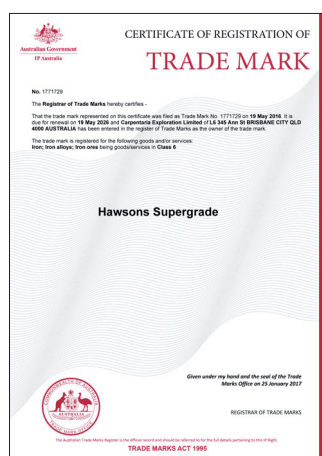 CERTIFICATE OF REGISTRATION OF
TRADE MARK
Australian Government
IP Australia
No. 1771729
The Registrar of Trade Marks hereby certifies -
That the trade mark represented on this certificate was filed as Trade Mark No. 1771729 on 19 May 2016. It is
due for renewal on 19 May 2026 and Carpentaria Exploration Limited of L6 345 Ann St BRISBANE CITY QLD
4000 AUSTRALIA has been entered in the register of Trade Marks as the owner of the trade mark.
The trade mark is registered for the following goods and/or services:
Iron; Iron alloys; Iron ores being goods/services in Class 6
Hawsons Supergrade
Given under my hand and the seal of the Trade
Marks Office on 25 January 2017
REGISTRAR OF TRADE MARKS
COMMONWEALTH OF AUSTRALIA
AUSTRALIA
TRADE MARKS OFFICE
The Australian Trade Marks Register is the official record and should be referred to for the full details pertaining to this IP Right.
TRADE MARKS ACT 1995